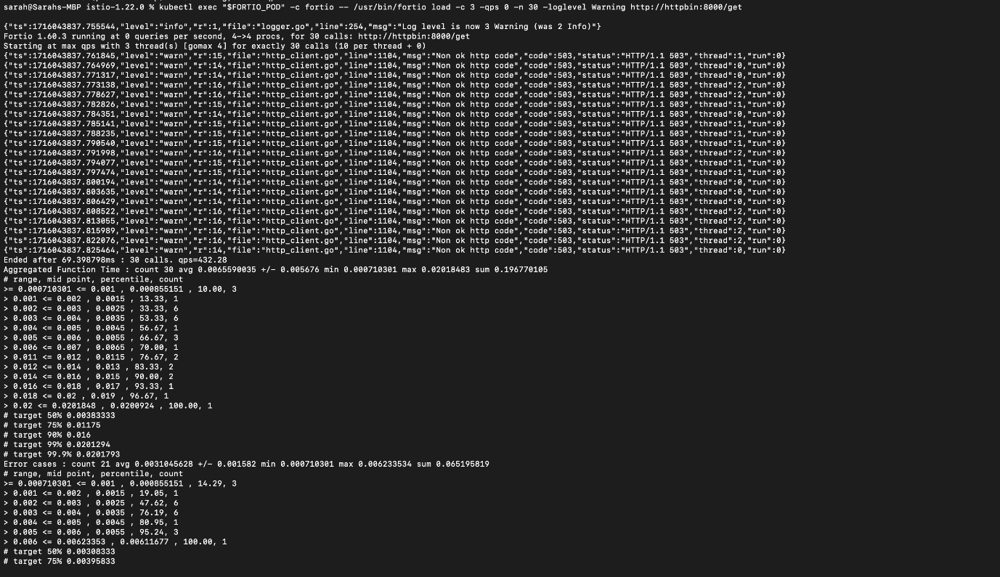 sarah@Sarahs-MBP istio-1.22.0 % kubectl exec "$FORTIO_POD" -c fortio -- /usr/bin/fortio load -c 3 -qps 0 -n 30 -loglevel Warning http://httpbin:8000/get
{"ts":1716043837.755544,"level":"info","r":1,"file":"logger.go","line":254,"msg":"Log level is now 3 Warning (was 2 Info)"}
Fortio 1.60.3 running at 0 queries per second, 4->4 procs, for 30 calls: http://httpbin:8000/get
Starting at max qps with 3 thread(s) [gomax 4] for exactly 30 calls (10 per thread + 0)
{"ts":1716043837.761845,"level":"warn","r":15,"file":"http_client.go","line":1104,"msg":"Non ok http code","code":503,"status":"HTTP/1.1 503","thread":1,"run":0}
{"ts":1716043837.764969,"level":"warn","r":14,"file":"http_client.go","line":1104,"msg":"Non ok http code","code":503,"status":"HTTP/1.1 503","thread":0,"run":0}
{"ts":1716043837.771317,"level":"warn","r":14,"file":"http_client.go","line":1104,"msg":"Non ok http code","code":503,"status":"HTTP/1.1 503","thread":0,"run":0}
{"ts":1716043837.773138,"level":"warn","r":16,"file":"http_client.go","line":1104,"msg":"Non ok http code","code":503,"status":"HTTP/1.1 503","thread":2,"run":0}
{"ts":1716043837.778627,"level":"warn","r":16,"file":"http_client.go","line":1104,"msg":"Non ok http code","code":503,"status":"HTTP/1.1 503","thread":2,"run":0}
{"ts":1716043837.782826,"level":"warn","r":15,"file":"http_client.go","line":1104,"msg":"Non ok http code","code":503,"status":"HTTP/1.1 503","thread":1,"run":0}
{"ts":1716043837.784351,"level":"warn","r":14,"file":"http_client.go","line":1104,"msg":"Non ok http code","code":503,"status":"HTTP/1.1 503","thread":0,"run":0}
{"ts":1716043837.785141,"level":"warn","r":15,"file":"http_client.go","line":1104,"msg":"Non ok http code","code":503,"status":"HTTP/1.1 503","thread":1,"run":0}
{"ts":1716043837.788235,"level":"warn","r":15,"file":"http_client.go","line":1104,"msg":"Non ok http code","code":503,"status":"HTTP/1.1 503","thread":1,"run":0}
{"ts":1716043837.790540,"level":"warn","r":15,"file":"http_client.go","line":1104,"msg":"Non ok http code","code":503,"status":"HTTP/1.1 503","thread":1,"run":0}
{"ts":1716043837.791998,"level":"warn","r":16,"file":"http_client.go","line":1104,"msg":"Non ok http code","code":503,"status":"HTTP/1.1 503","thread":2,"run":0}
{"ts":1716043837.794077,"level":"warn","r":15,"file":"http_client.go","line":1104,"msg":"Non ok http code","code":503,"status":"HTTP/1.1 503","thread":1,"run":0}
{"ts":1716043837.797474,"level":"warn","r":15,"file":"http_client.go","line":1104,"msg":"Non ok http code","code":503,"status":"HTTP/1.1 503","thread":1,"run":0}
{"ts":1716043837.800194,"level":"warn","r":14,"file":"http_client.go","line":1104,"msg":"Non ok http code","code":503,"status":"HTTP/1.1 503","thread":0,"run":0}
{"ts":1716043837.803635,"level":"warn","r":14,"file":"http_client.go","line":1104,"msg":"Non ok http code","code":503,"status":"HTTP/1.1 503","thread":0,"run":0}
{"ts":1716043837.806429,"level":"warn","r":14,"file":"http_client.go","line":1104,"msg":"Non ok http code","code":503,"status":"HTTP/1.1 503","thread":0,"run":0}
{"ts":1716043837.808522,"level":"warn","r":16,"file":"http_client.go","line":1104,"msg":"Non ok http code","code":503,"status":"HTTP/1.1 503","thread":2,"run":0}
{"ts":1716043837.813055,"level":"warn","r":16,"file":"http_client.go","line":1104,"msg":"Non ok http code","code":503,"status":"HTTP/1.1 503","thread":2,"run":0}
{"ts":1716043837.815989,"level":"warn","r":16,"file":"http_client.go","line":1104,"msg":"Non ok http code","code":503,"status":"HTTP/1.1 503","thread":2,"run":0}
{"ts":1716043837.822076,"level":"warn","r":16,"file":"http_client.go","line":1104,"msg":"Non ok http code","code":503,"status":"HTTP/1.1 503","thread":2,"run":0}
{"ts":1716043837.825464,"level":"warn","r":14,"file":"http_client.go","line":1104,"msg":"Non ok http code","code":503,"status":"HTTP/1.1 503","thread":0,"run":0}
Ended after 69.398798ms : 30 calls. qps=432.28
Aggregated Function Time : count 30 avg 0.0065590035 +/- 0.005676 min 0.000710301 max 0.02018483 sum 0.196770105
# range, mid point, percentile, count
>= 0.000710301 <= 0.001 , 0.000855151 , 10.00, 3
> 0.001 <= 0.002 , 0.0015 , 13.33, 1
> 0.002 <= 0.003 , 0.0025 , 33.33, 6
> 0.003 <= 0.004 , 0.0035 , 53.33, 6
> 0.004 <= 0.005 , 0.0045 , 56.67, 1
> 0.005 <= 0.006 , 0.0055 , 66.67, 3
> 0.006 <= 0.007 , 0.0065 , 70.00, 1
> 0.011 <= 0.012 , 0.0115 , 76.67, 2
> 0.012 <= 0.014 , 0.013 , 83.33, 2
> 0.014 <= 0.016 , 0.015 , 90.00, 2
> 0.016 <= 0.018 , 0.017 , 93.33, 1
> 0.018 <= 0.02 , 0.019 , 96.67, 1
> 0.02 <= 0.0201848 , 0.0200924 , 100.00, 1
# target 50% 0.00383333
# target 75% 0.01175
# target 90% 0.016
# target 99% 0.0201294
# target 99.9% 0.0201793
Error cases : count 21 avg 0.0031045628 +/- 0.001582 min 0.000710301 max 0.006233534 sum 0.065195819
# range, mid point, percentile, count
>= 0.000710301 <= 0.001 , 0.000855151 , 14.29, 3
> 0.001 <= 0.002 , 0.0015 , 19.05, 1
> 0.002 <= 0.003 , 0.0025 , 47.62, 6
> 0.003 <= 0.004 , 0.0035 , 76.19, 6
> 0.004 <= 0.005 , 0.0045 , 80.95, 1
> 0.005 <= 0.006 , 0.0055 , 95.24, 3
> 0.006 <= 0.00623353 , 0.00611677 , 100.00, 1
# target 50% 0.00308333
# target 75% 0.00395833